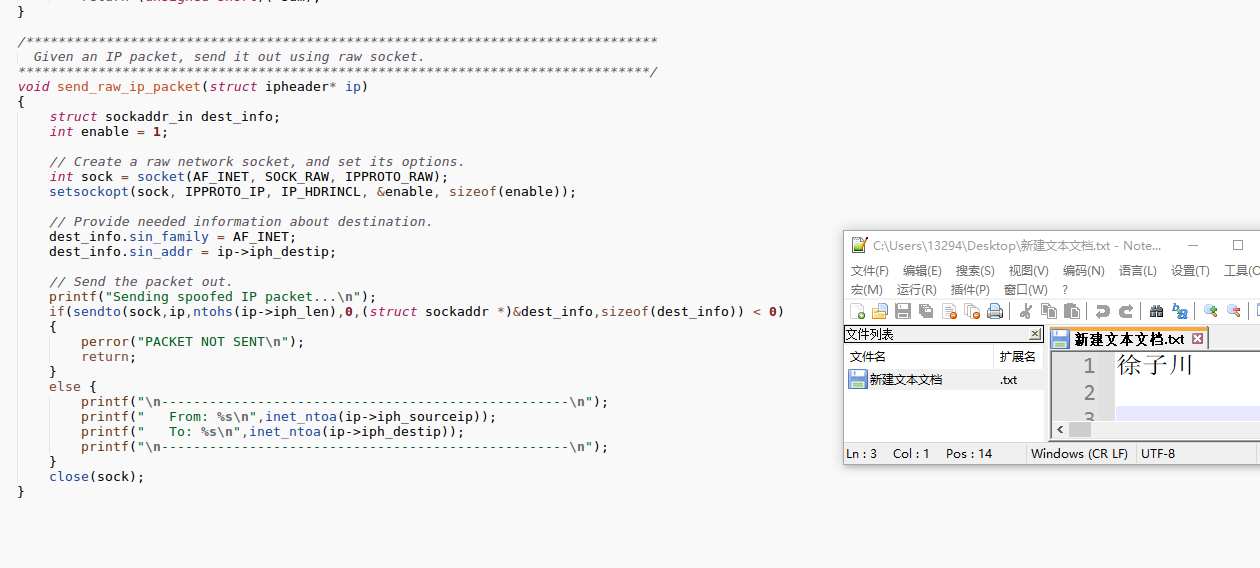 }
/*******************************************************************************
  Given an IP packet, send it out using raw socket.
*******************************************************************************/
void send_raw_ip_packet(struct ipheader* ip)
{
    struct sockaddr_in dest_info;
    int enable = 1;
    // Create a raw network socket, and set its options.
    int sock = socket(AF_INET, SOCK_RAW, IPPROTO_RAW);
    setsockopt(sock, IPPROTO_IP, IP_HDRINCL, &enable, sizeof(enable));
    // Provide needed information about destination.
    dest_info.sin_family = AF_INET;
    dest_info.sin_addr = ip->iph_destip;
    // Send the packet out.
    printf("Sending spoofed IP packet...\n");
    if(sendto(sock,ip,ntohs(ip->iph_len),0,(struct sockaddr *)&dest_info,sizeof(dest_info)) < 0)
    {
        perror("PACKET NOT SENT\n");
        return;
    }
    else {
        printf("\n---------------------------------------------------\n");
        printf("   From: %s\n",inet_ntoa(ip->iph_sourceip));
        printf("   To: %s\n",inet_ntoa(ip->iph_destip));
        printf("\n---------------------------------------------------\n");
    }
    close(sock);
}
C:\Users\13294\Desktop\新建文本文档.txt - Note...
文件(F) 编辑(E) 搜索(S) 视图(V) 编码(N) 语言(L) 设置(T) 工具(O
宏(M) 运行(R) 插件(P) 窗口(W) ?
文件列表
文件名 扩展名
新建文本文档 .txt
新建文本文档.txt
1 徐子川
2
3
Ln : 3 Col : 1 Pos : 14 Windows (CR LF) UTF-8